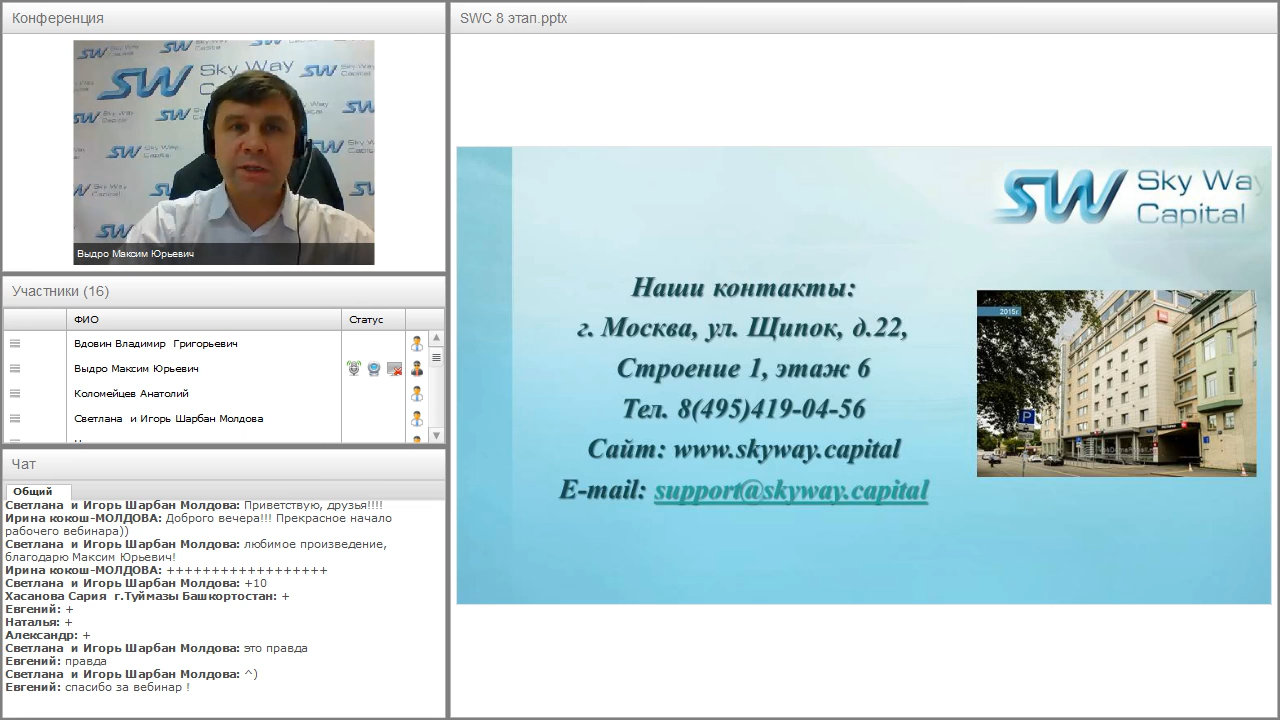 Конференция
Sky Way
SW
Capital
Выдро Максим Юрьевич
Участники (16)
ФИО
Статус
Вдовин Владимир Григорьевич
Выдро Максим Юрьевич
Коломейцев Анатолий
Светлана и Игорь Шарбан Молдова
Чат
Общий
Светлана и Игорь Шарбан Молдова: Приветствую, друзья!!!!
Ирина кокош-МОЛДОВА: Доброго вечера!!! Прекрасное начало
рабочего вебинара))
Светлана и Игорь Шарбан Молдова: любимое произведение,
благодарю Максим Юрьевич!
Ирина кокош-МОЛДОВА: ++++++++++++++++++
Светлана и Игорь Шарбан Молдова: +10
Хасанова Сария г.Туймазы Башкортостан: +
Евгений: +
Наталья: +
Александр: +
Светлана и Игорь Шарбан Молдова: это правда
Евгений: правда
Светлана и Игорь Шарбан Молдова: ^)
Евгений: спасибо за вебинар !
SWC 8 этап.pptx
SW Sky Way
Capital
Наши контакты:
г. Москва, ул. Щипок, д.22,
Строение 1, этаж 6
Тел. 8(495)419-04-56
Сайт: www.skyway.capital
E-mail: support@skyway.capital
2015г.
P